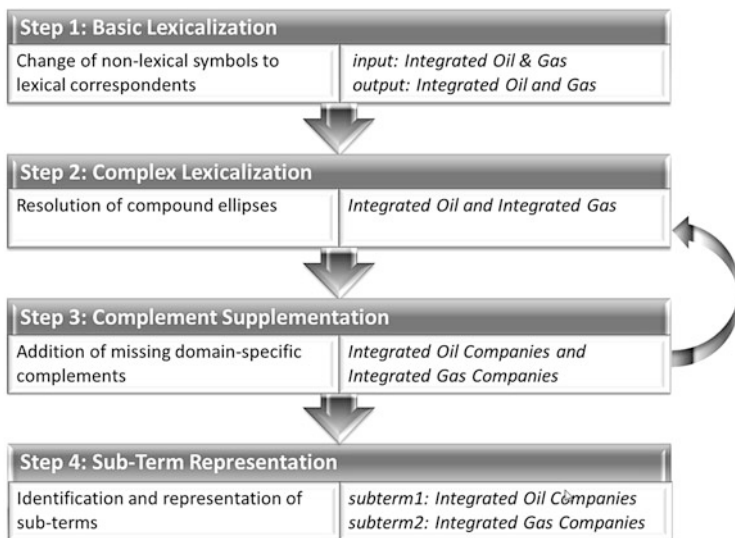 Step 1: Basic Lexicalization
Change of non-lexical symbols to
lexical correspondents
input: Integrated Oil & Gas
output: Integrated Oil and Gas
Step 2: Complex Lexicalization
Resolution of compound ellipses
Integrated Oil and Integrated Gas
Step 3: Complement Supplementation
Addition of missing domain-specific
complements
Integrated Oil Companies and
Integrated Gas Companies
Step 4: Sub-Term Representation
Identification and representation of
sub-terms
subterm1: Integrated Oil Companies
subterm2: Integrated Gas Companies